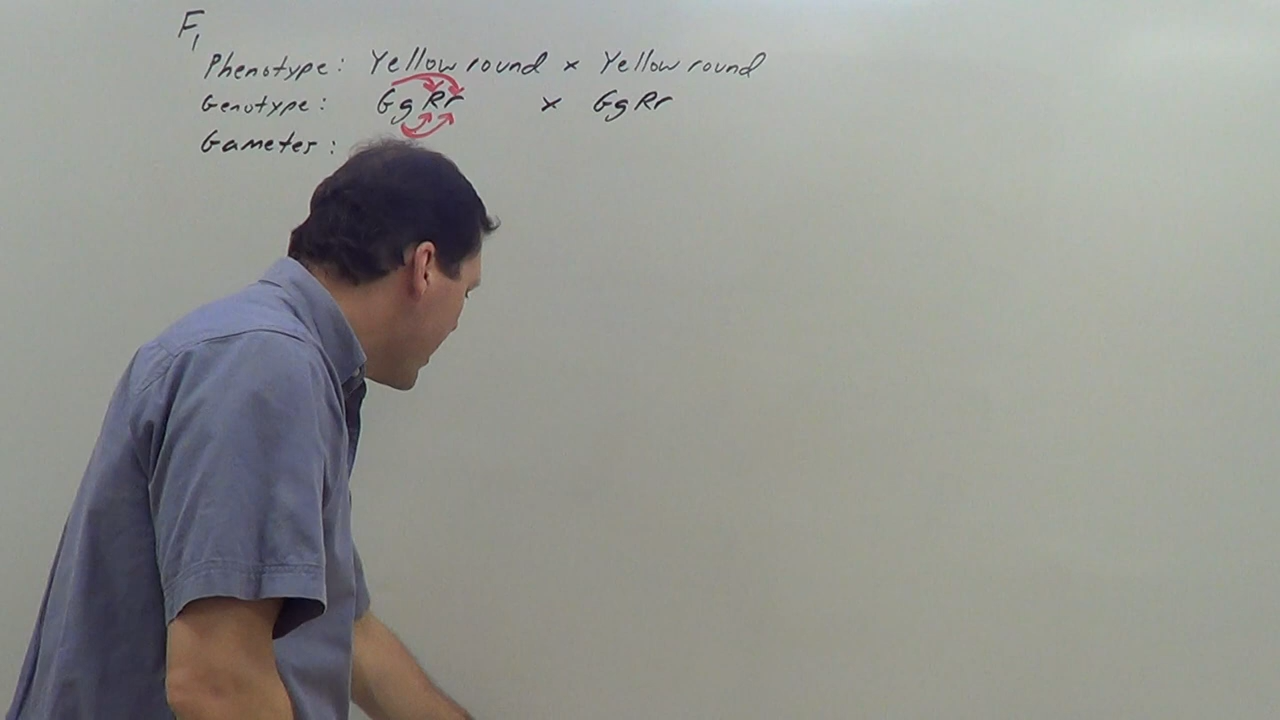 F1
Phenotype: Yellow round x Yellow round
Genotype: GgRr x GgRr
Gametes: